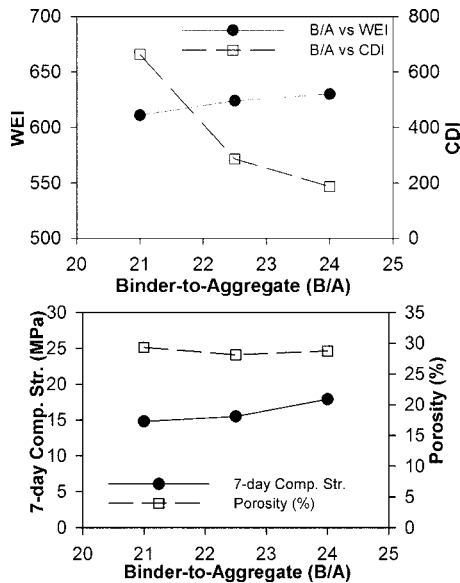 700
800
B/A vs WEI
B/A vs CDI
650
600
WEI
600
400
CDI
550
200
500
0
20 21 22 23 24 25
Binder-to-Aggregate (B/A)
30
35
25
30
20
25
7-day Comp. Str. (MPa)
20
Porosity (%)
15
15
10
10
7-day Comp. Str.
5
5
Porosity (%)
0
0
20 21 22 23 24 25
Binder-to-Aggregate (B/A)